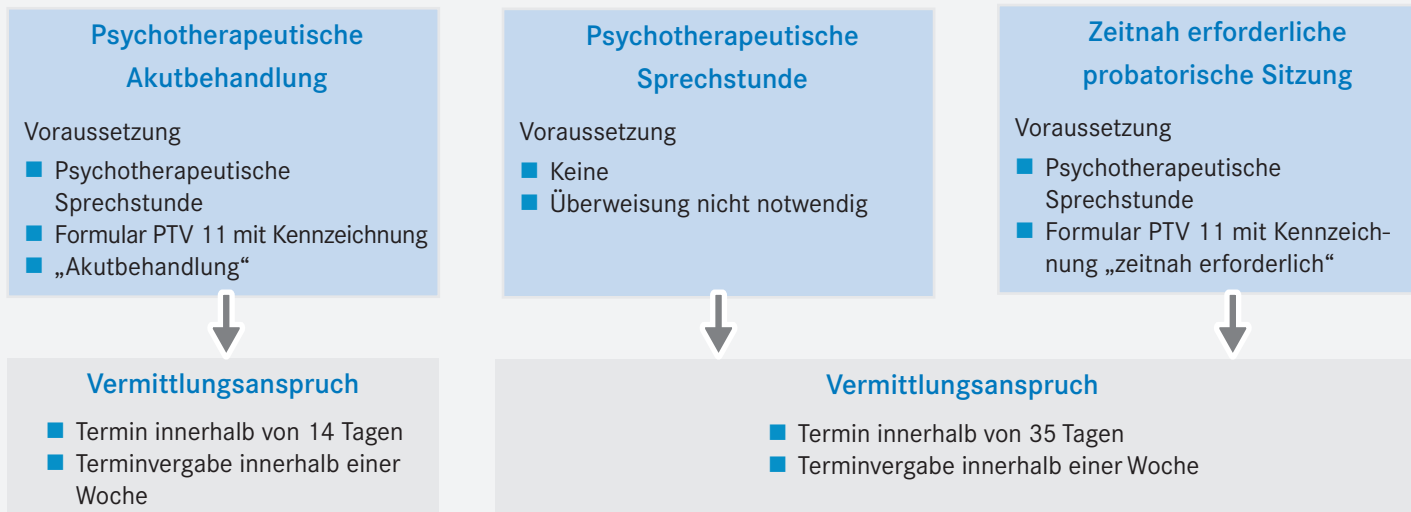 Psychotherapeutische
Akutbehandlung
Voraussetzung
Psychotherapeutische
Sprechstunde
Formular PTV 11 mit Kennzeichnung
„Akutbehandlung“
Psychotherapeutische
Sprechstunde
Voraussetzung
Keine
Überweisung nicht notwendig
Zeitnah erforderliche
probatorische Sitzung
Voraussetzung
Psychotherapeutische
Sprechstunde
Formular PTV 11 mit Kennzeich-
nung „zeitnah erforderlich“
Vermittlungsanspruch
Termin innerhalb von 14 Tagen
Terminvergabe innerhalb einer
Woche
Vermittlungsanspruch
Termin innerhalb von 35 Tagen
Terminvergabe innerhalb einer Woche